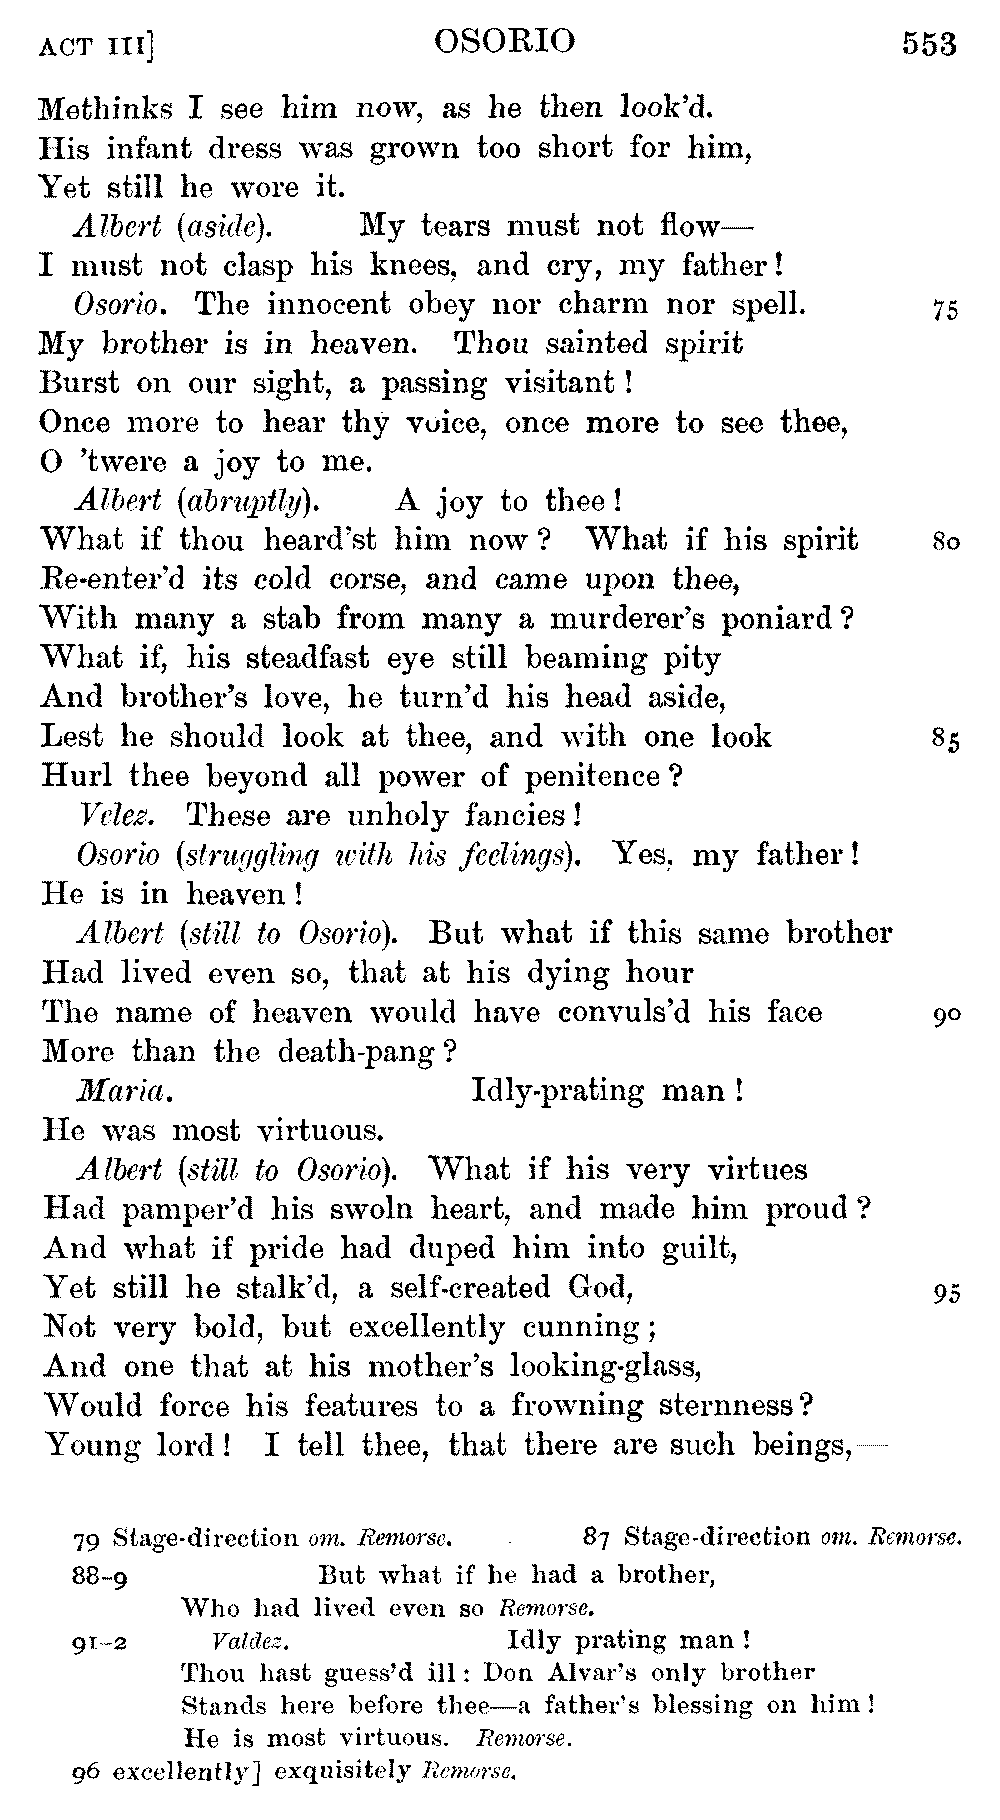 ACT III] OSORIO 553
Methinks I see him now, as he then look'd.
His infant dress was grown too short for him,
Yet still he wore it.
Albert (aside). My tears must not flow—
I must not clasp his knees, and cry, my father!
Osorio. The innocent obey nor charm nor spell. 75
My brother is in heaven. Thou sainted spirit
Burst on our sight, a passing visitant!
Once more to hear thy voice, once more to see thee,
O 'twere a joy to me.
Albert (abruptly). A joy to thee!
What if thou heard'st him now? What if his spirit 80
Re-enter'd its cold corse, and came upon thee,
With many a stab from many a murderer's poniard?
What if, his steadfast eye still beaming pity
And brother's love, he turn'd his head aside,
Lest he should look at thee, and with one look 85
Hurl thee beyond all power of penitence?
Velez. These are unholy fancies!
Osorio (struggling with his feelings). Yes, my father!
He is in heaven!
Albert (still to Osorio). But what if this same brother
Had lived even so, that at his dying hour
The name of heaven would have convuls'd his face 90
More than the death-pang?
Maria. Idly-prating man!
He was most virtuous.
Albert (still to Osorio). What if his very virtues
Had pamper'd his swoln heart, and made him proud?
And what if pride had duped him into guilt,
Yet still he stalk'd, a self-created God, 95
Not very bold, but excellently cunning;
And one that at his mother's looking-glass,
Would force his features to a frowning sternness?
Young lord! I tell thee, that there are such beings,—
79 Stage-direction om. Remorse. 87 Stage-direction om. Remorse.
88-9 But what if he had a brother,
Who had lived even so Remorse.
91-2 Valdez. Idly prating man!
Thou hast guess'd ill: Don Alvar's only brother
Stands here before thee—a father's blessing on him!
He is most virtuous. Remorse.
96 excellently] exquisitely Remorse.